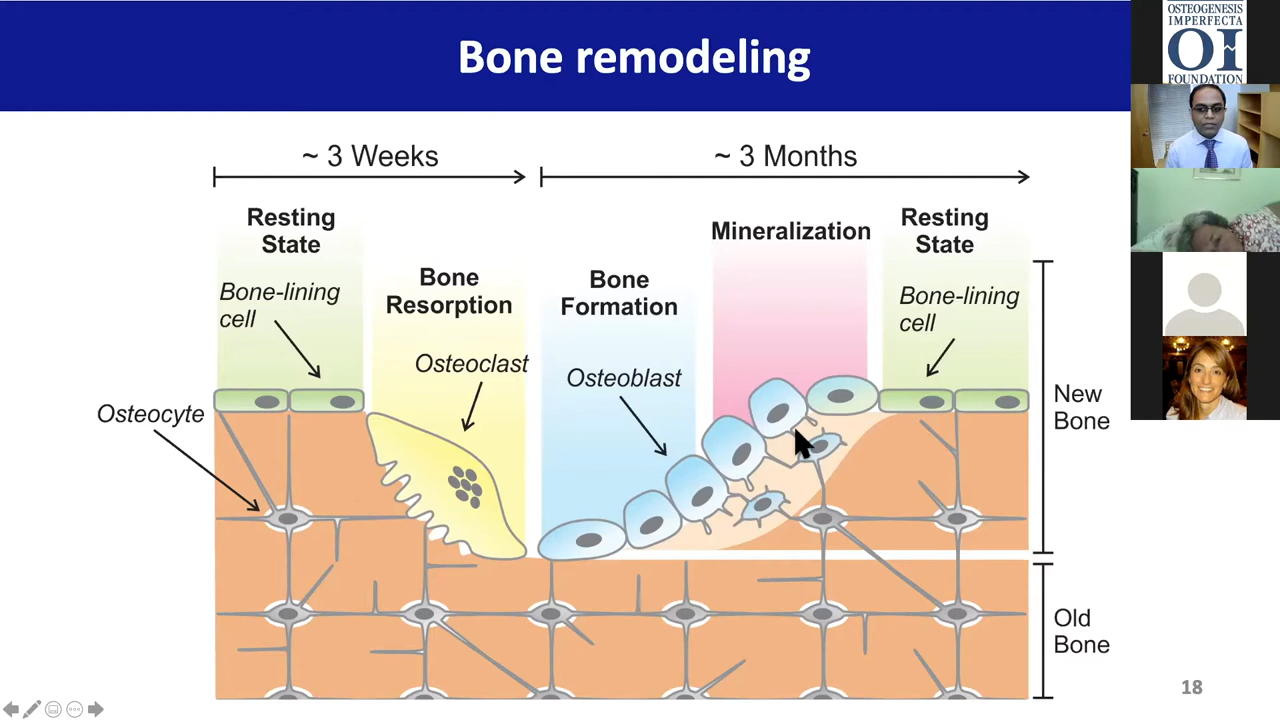 Bone remodeling
~ 3 Weeks
~ 3 Months
Resting
State
Bone
Resorption
Bone
Formation
Mineralization
Resting
State
Bone-lining
cell
Osteoclast
Osteoblast
Bone-lining
cell
Osteocyte
New
Bone
Old
Bone
18
OSTEOGENESIS
IMPERFECTA
OI
FOUNDATION